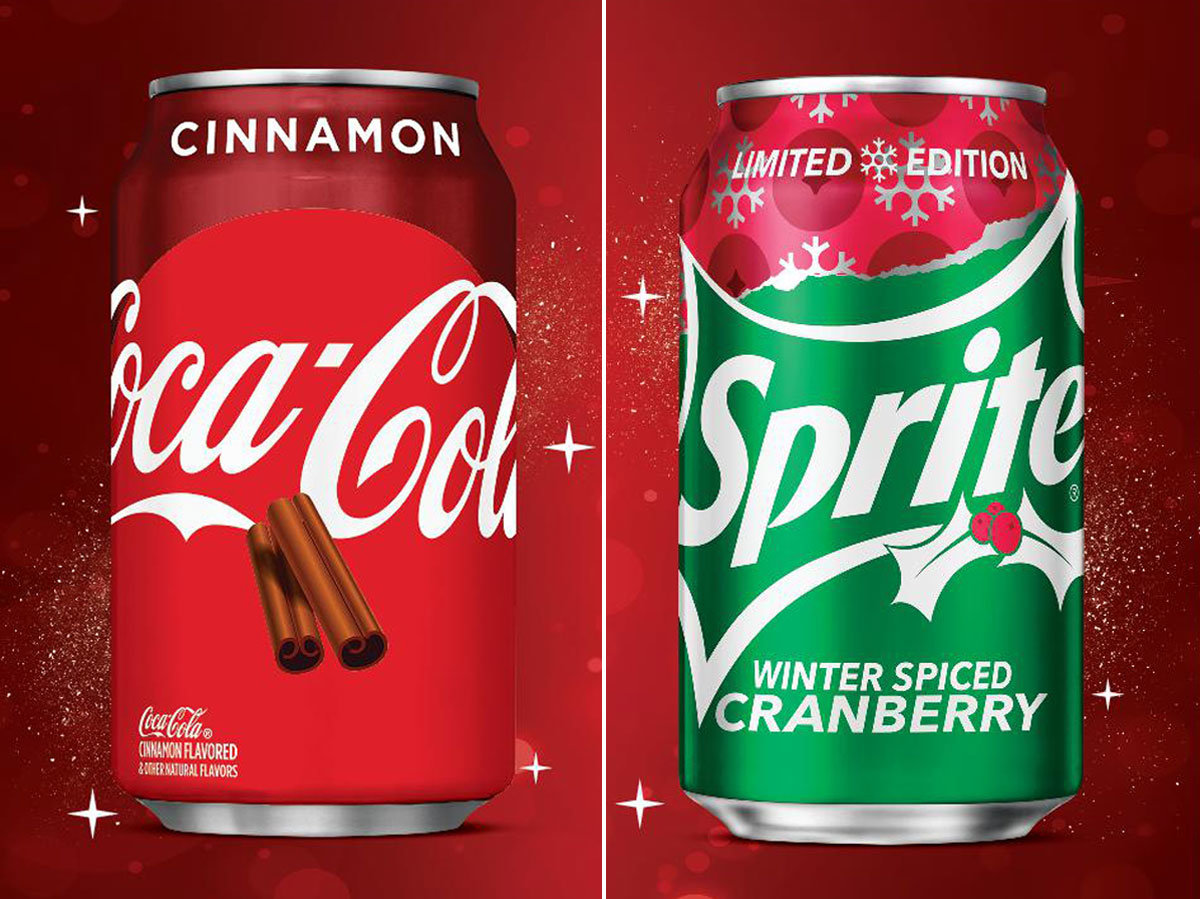 CINNAMON
Coca-Cola
Coca-Cola®
CINNAMON FLAVORED
& OTHER NATURAL FLAVORS
LIMITED EDITION
Sprite
®
WINTER SPICED
CRANBERRY